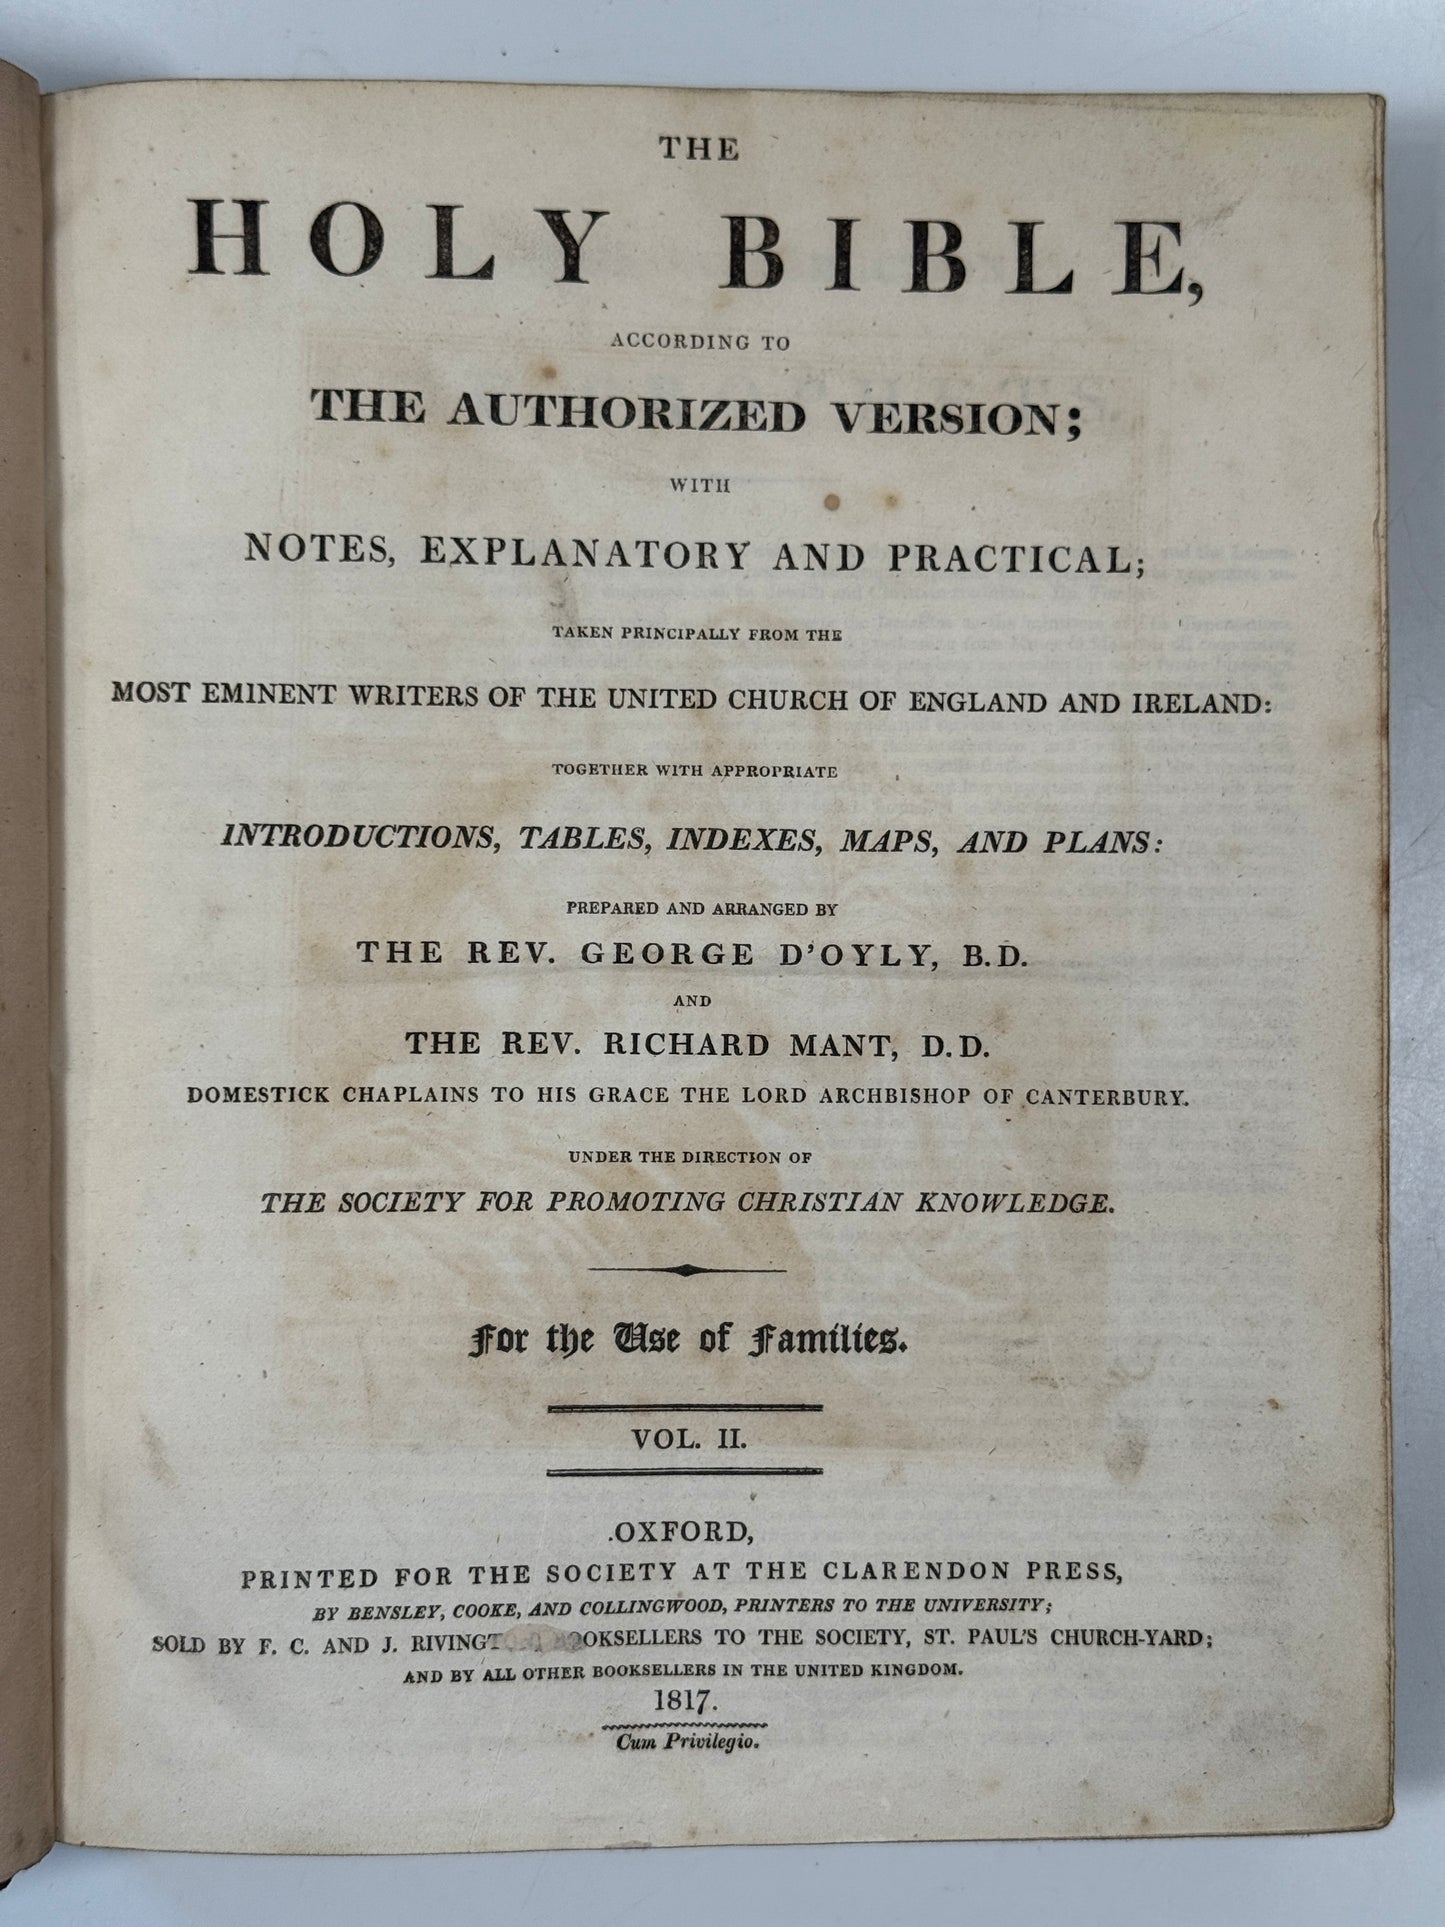 THE
HOLY BIBLE,
ACCORDING TO
THE AUTHORIZED VERSION;
WITH
NOTES, EXPLANATORY AND PRACTICAL;
TAKEN PRINCIPALLY FROM THE
MOST EMINENT WRITERS OF THE UNITED CHURCH OF ENGLAND AND IRELAND:
TOGETHER WITH APPROPRIATE
INTRODUCTIONS, TABLES, INDEXES, MAPS, AND PLANS:
PREPARED AND ARRANGED BY
THE REV. GEORGE D'OYLY, B.D.
AND
THE REV. RICHARD MANT, D.D.
DOMESTICK CHAPLAINS TO HIS GRACE THE LORD ARCHBISHOP OF CANTERBURY.
UNDER THE DIRECTION OF
THE SOCIETY FOR PROMOTING CHRISTIAN KNOWLEDGE.
For the Use of Families.
VOL. II.
OXFORD,
PRINTED FOR THE SOCIETY AT THE CLARENDON PRESS,
BY BENSLEY, COOKE, AND COLLINGWOOD, PRINTERS TO THE UNIVERSITY;
SOLD BY F. C. AND J. RIVINGT OOKSELLERS TO THE SOCIETY, ST. PAUL'S CHURCH-YARD;
AND BY ALL OTHER BOOKSELLERS IN THE UNITED KINGDOM.
1817.
Cum Privilegio.